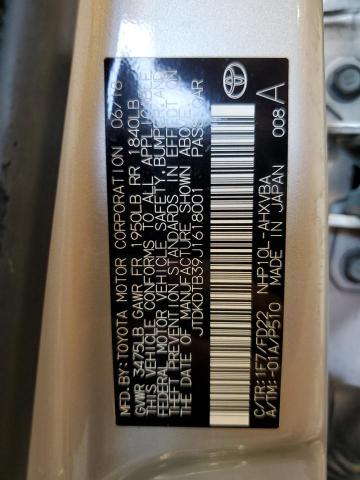 MFD.BY: TOYOTA MOTOR CORPORATION 06/18
GVWR 3475LB GAWR FR 1950LB RR 1840LB
THIS VEHICLE CONFORMS TO ALL APPLICABLE
FEDERAL MOTOR VEHICLE SAFETY, BUMPER, AND
THEFT PREVENTION STANDARDS IN EFFECT ON
THE DATE OF MANUFACTURE SHOWN ABOVE.
JTDKDTB39J1618001 PASS.CAR
C/TR: 1F7/FD22 NHP10L-AHXVBA
A/TM: -01A/P510 MADE IN JAPAN 008 A